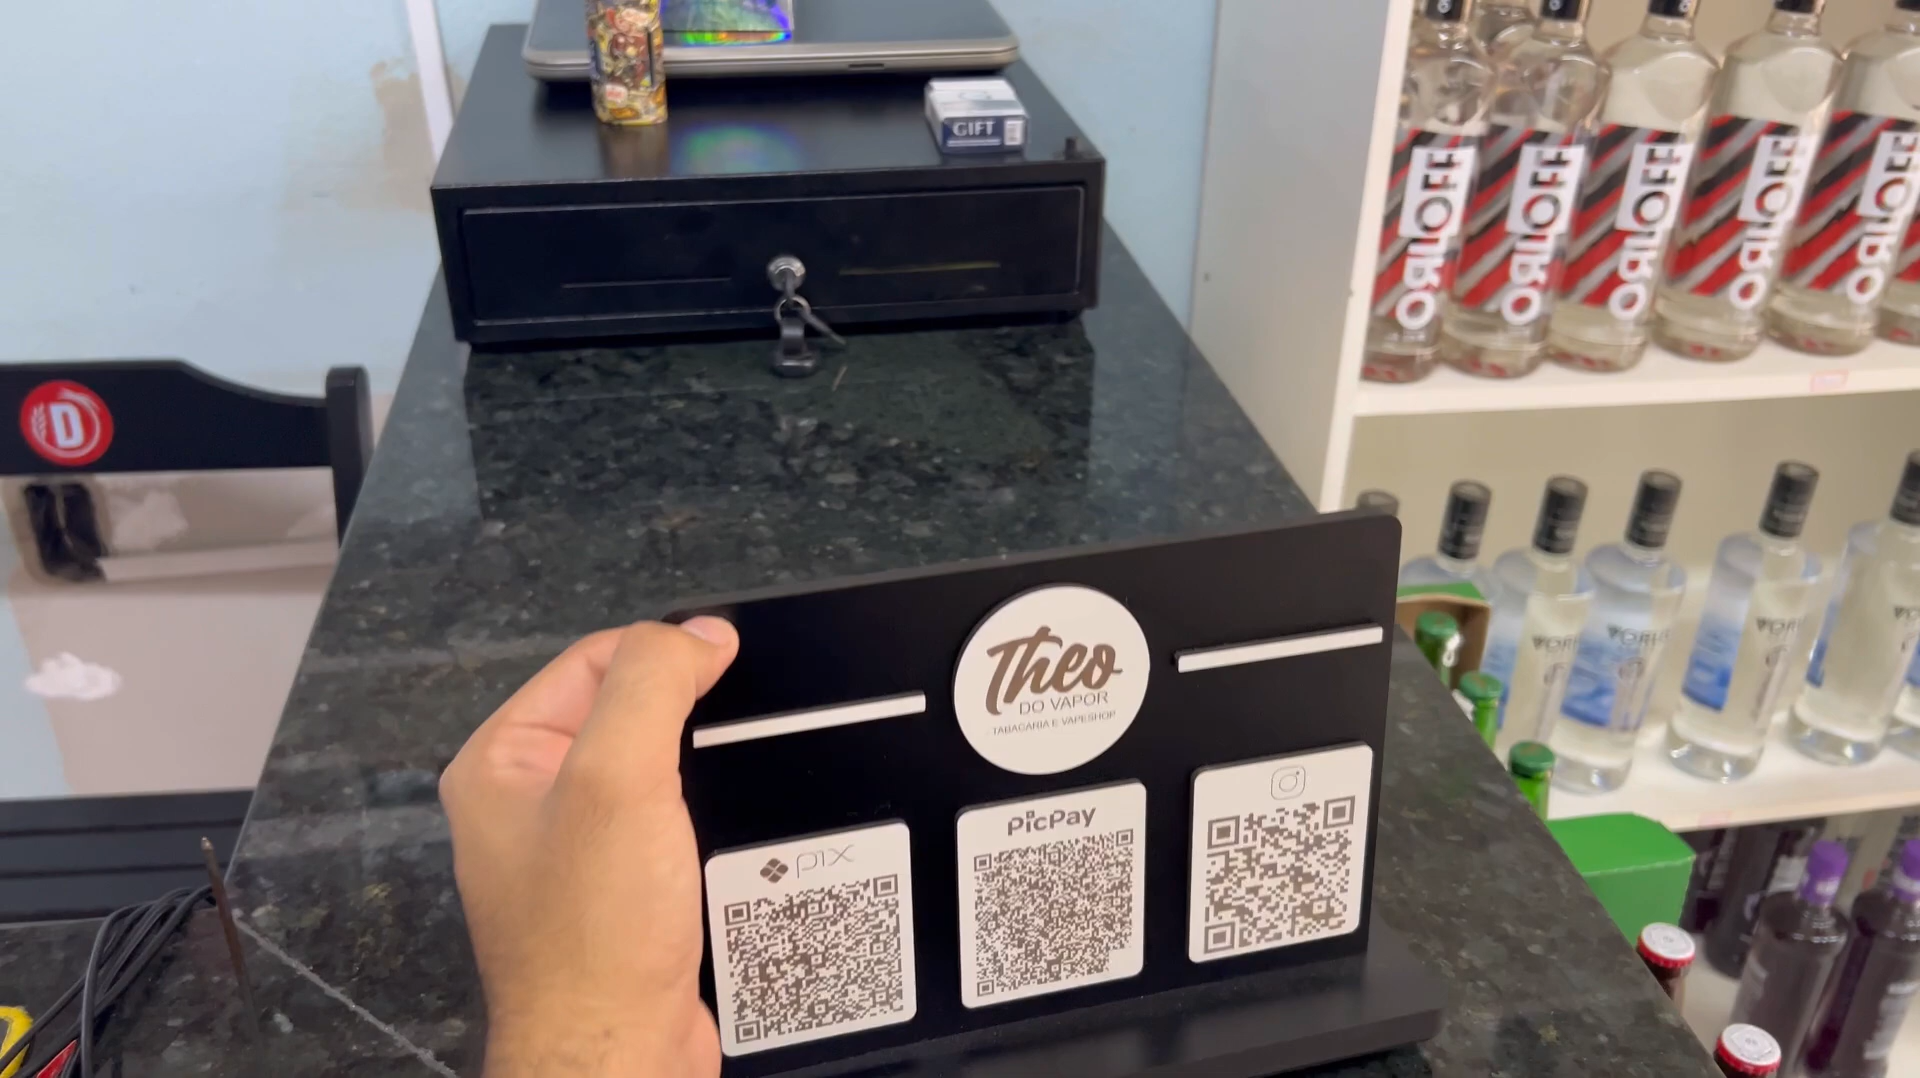 GIFT
ORLOFF
ORLOFF
ORLOFF
ORLOFF
ORLOFF
D
Theo
DO VAPOR
TABACARIA E VAPESHOP
pix
PicPay